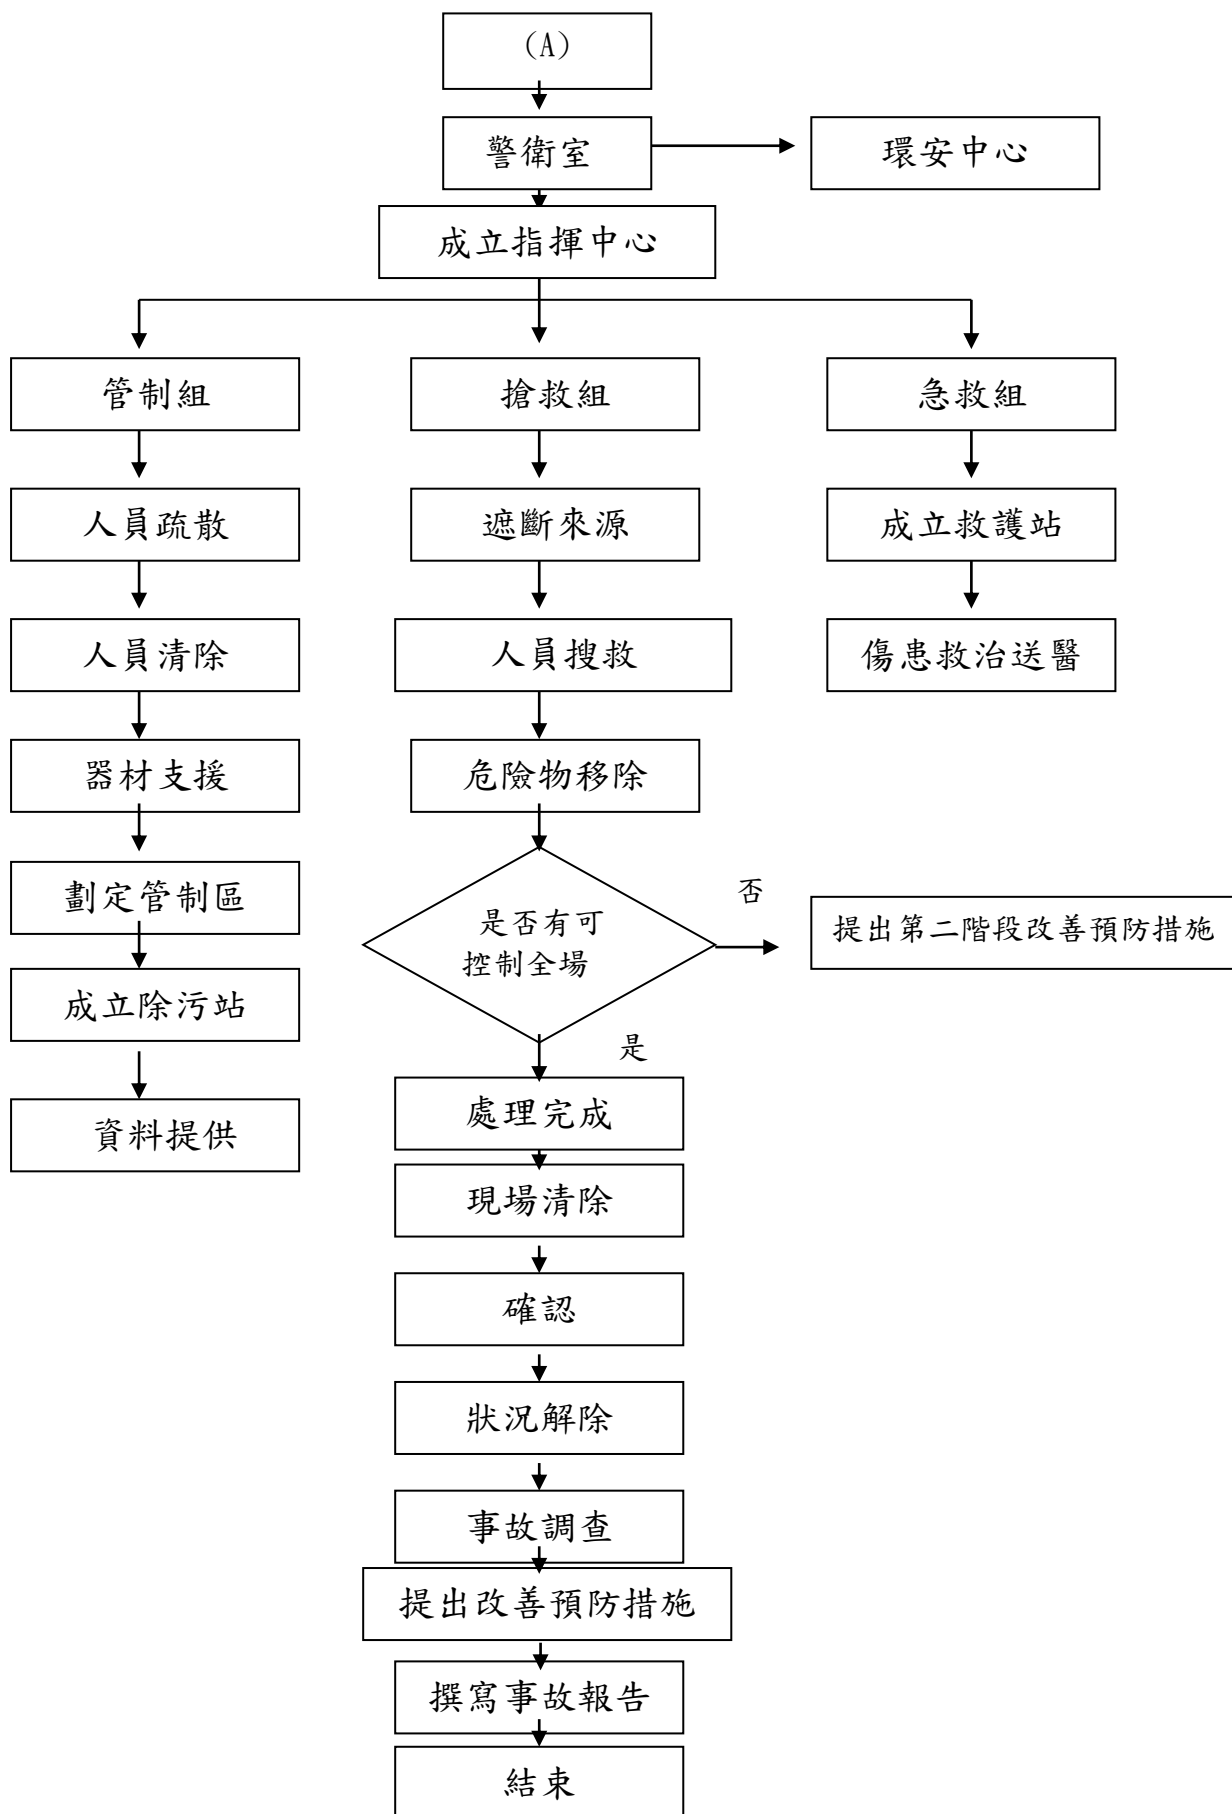 (A)
警衛室
環安中心
成立指揮中心
管制組
搶救組
急救組
人員疏散
遮斷來源
成立救護站
人員清除
人員搜救
傷患救治送醫
器材支援
危險物移除
劃定管制區
是否有可
控制全場
否
提出第二階段改善預防措施
成立除污站
是
資料提供
處理完成
現場清除
確認
狀況解除
事故調查
提出改善預防措施
撰寫事故報告
結束